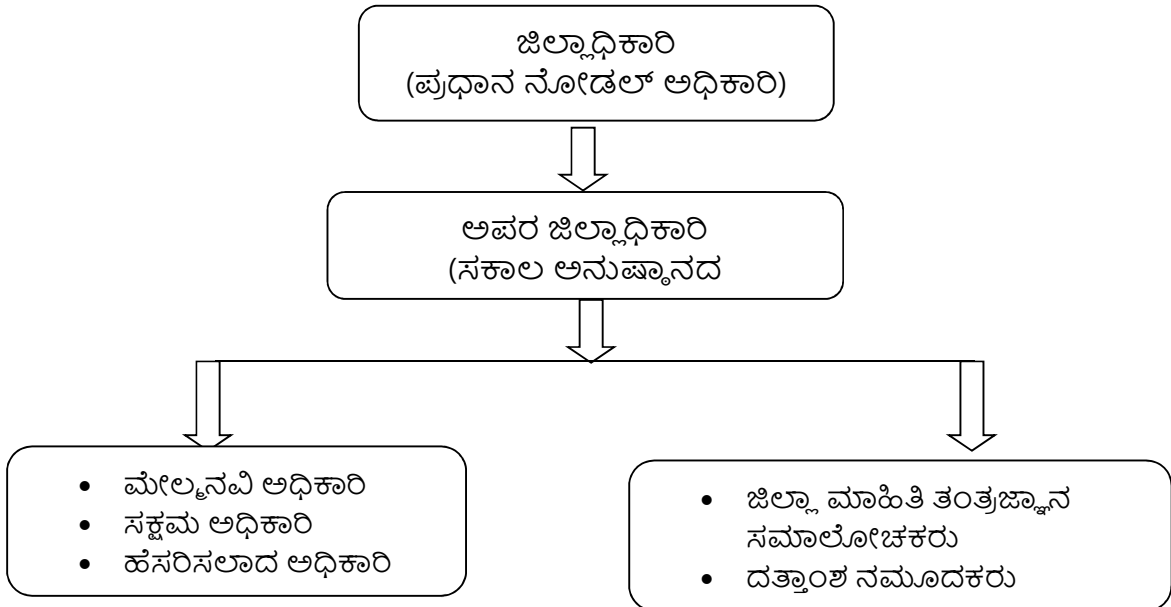 ಜಿಲ್ಲಾಧಿಕಾರಿ
(ಪ್ರಧಾನ ನೋಡಲ್ ಅಧಿಕಾರಿ)
ಅಪರ ಜಿಲ್ಲಾಧಿಕಾರಿ
(ಸಕಾಲ ಅನುಷ್ಠಾನದ
• ಮೇಲ್ಮನವಿ ಅಧಿಕಾರಿ
• ಸಕ್ಷಮ ಅಧಿಕಾರಿ
• ಹೆಸರಿಸಲಾದ ಅಧಿಕಾರಿ
• ಜಿಲ್ಲಾ ಮಾಹಿತಿ ತಂತ್ರಜ್ಞಾನ
ಸಮಾಲೋಚಕರು
• ದತ್ತಾಂಶ ನಮೂದಕರು